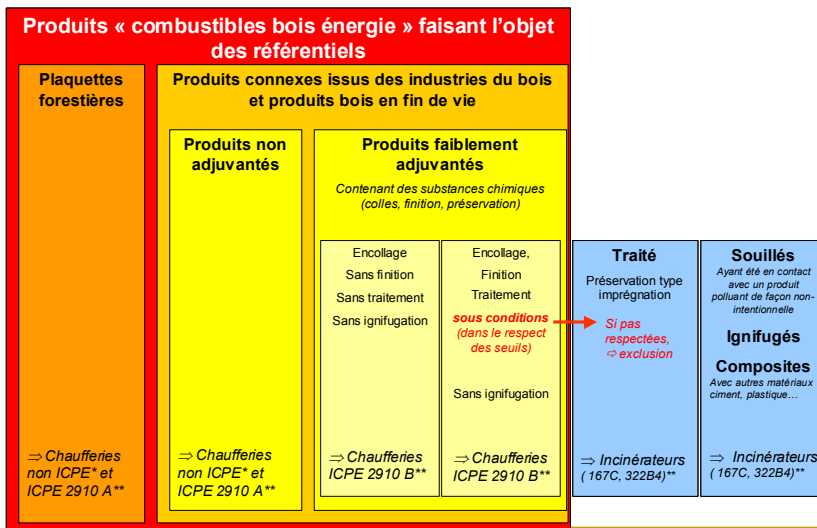 Produits « combustibles bois énergie » faisant l'objet
des référentiels
Plaquettes
forestières
Produits connexes issus des industries du bois
et produits bois en fin de vie
Produits non
adjuvantés
Produits faiblement
adjuvantés
Contenant des substances chimiques
(colles, finition, préservation)
Encollage
Sans finition
Sans traitement
Sans ignifugation
Encollage,
Finition
Traitement
sous conditions
(dans le respect
des seuils)
Sans ignifugation
Traité
Préservation type
imprégnation
Si pas
respectées,
⇨ exclusion
Souillés
Ayant été en contact
avec un produit
polluant de façon non-
intentionnelle
Ignifugés
Composites
Avec autres matériaux
ciment, plastique…
⇒ Chaufferies
non ICPE* et
ICPE 2910 A**
⇒ Chaufferies
non ICPE* et
ICPE 2910 A**
⇒ Chaufferies
ICPE 2910 B**
⇒ Chaufferies
ICPE 2910 B**
⇒ Incinérateurs
( 167C, 322B4)**
⇒ Incinérateurs
( 167C, 322B4)**